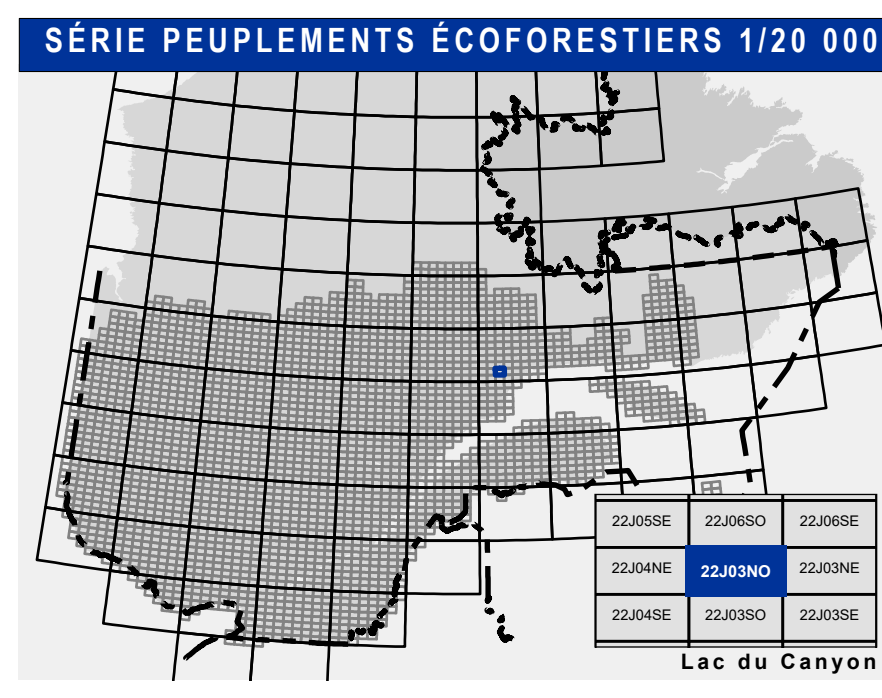 SÉRIE PEUPLEMENTS ÉCOFORESTIERS 1/20 000
22J05SE 22J06SO 22J06SE
22J04NE 22J03NO 22J03NE
22J04SE 22J03SO 22J03SE
Lac du Canyon